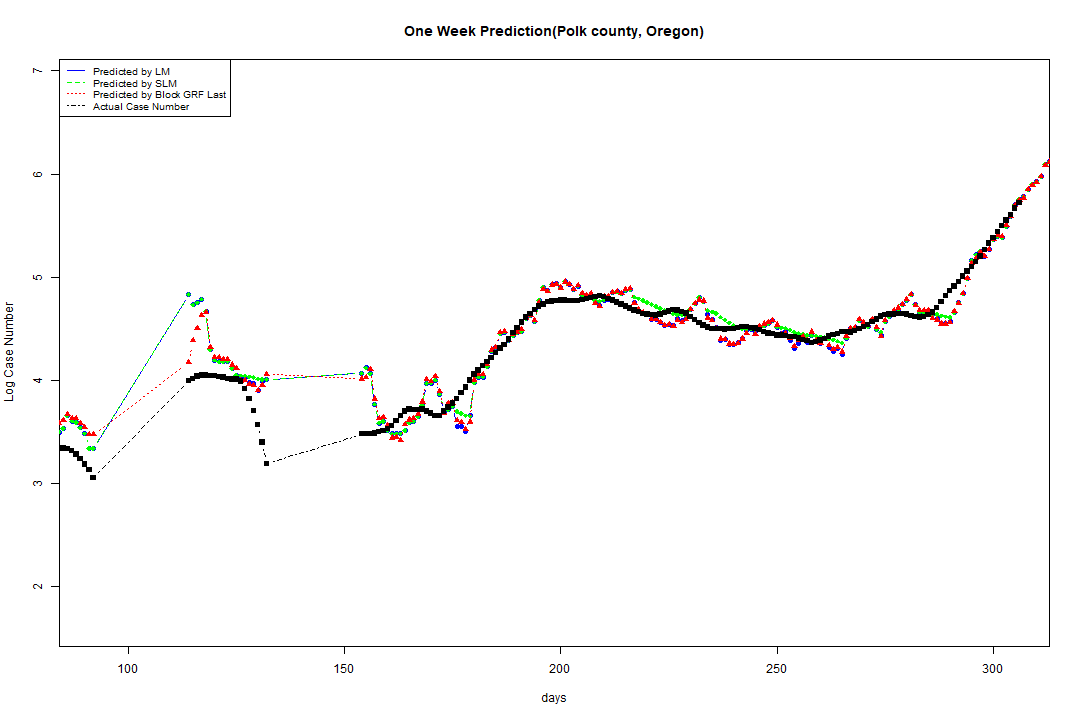 One Week Prediction(Polk county, Oregon)
Predicted by LM
Predicted by SLM
Predicted by Block GRF Last
Actual Case Number
7
6
5
4
3
2
Log Case Number
100 150 200 250 300
days